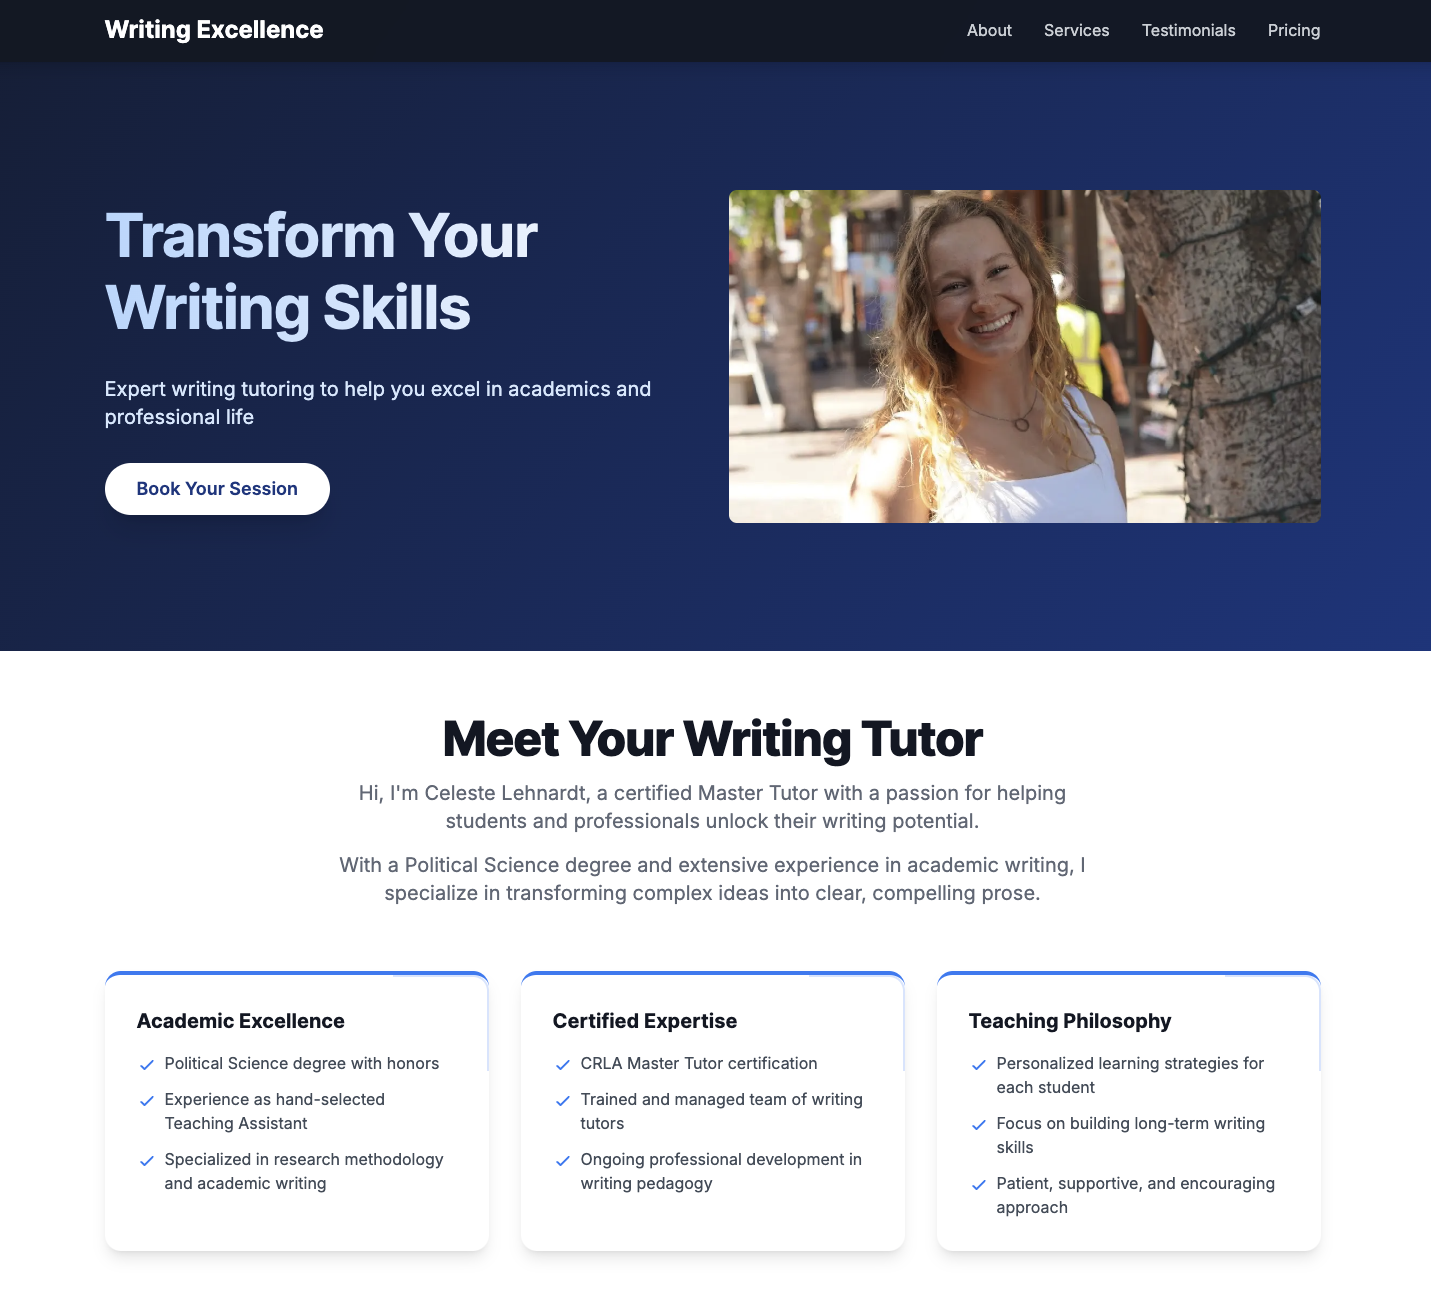 Writing Excellence
About Services Testimonials Pricing
Transform Your
Writing Skills
Expert writing tutoring to help you excel in academics and
professional life
Book Your Session
Meet Your Writing Tutor
Hi, I'm Celeste Lehnardt, a certified Master Tutor with a passion for helping
students and professionals unlock their writing potential.
With a Political Science degree and extensive experience in academic writing, I
specialize in transforming complex ideas into clear, compelling prose.
Academic Excellence
Political Science degree with honors
Experience as hand-selected
Teaching Assistant
Specialized in research methodology
and academic writing
Certified Expertise
CRLA Master Tutor certification
Trained and managed team of writing
tutors
Ongoing professional development in
writing pedagogy
Teaching Philosophy
Personalized learning strategies for
each student
Focus on building long-term writing
skills
Patient, supportive, and encouraging
approach